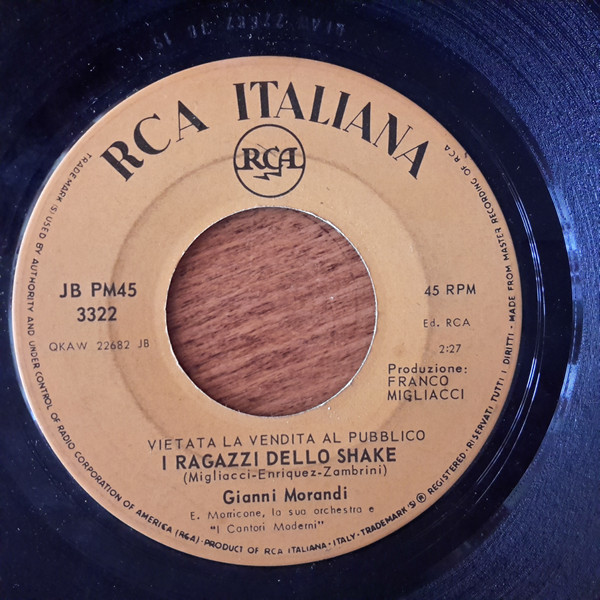 RCA ITALIANA
RCA
JB PM45
3322
QKAW 22682 JB
45 RPM
Ed. RCA
2:27
Produzione:
FRANCO
MIGLIACCI
VIETATA LA VENDITA AL PUBBLICO
I RAGAZZI DELLO SHAKE
(Migliacci-Enriquez-Zambrini)
Gianni Morandi
E. Morricone, la sua orchestra e
"I Cantori Moderni"
TRADEMARK (S) USED BY AUTHORITY AND UNDER CONTROL OF RADIO CORPORATION OF AMERICA (RCA) · PRODUCT OF RCA ITALIANA · ITALY · TRADEMARK (S) ® REGISTERED · RISERVATI TUTTI I DIRITTI · MADE FROM MASTER RECORDING OF RCA